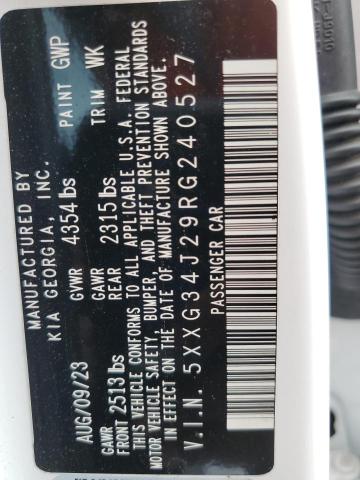 MANUFACTURED BY
KIA GEORGIA, INC.
PAINT GWP
AUG/09/23 GVWR 4354 lbs
TRIM WK
GAWR FRONT 2513 lbs GAWR REAR 2315 lbs
THIS VEHICLE CONFORMS TO ALL APPLICABLE U.S.A. FEDERAL
MOTOR VEHICLE SAFETY, BUMPER, AND THEFT PREVENTION STANDARDS
IN EFFECT ON THE DATE OF MANUFACTURE SHOWN ABOVE.
V.I.N. 5XXG34J29RG240527
PASSENGER CAR